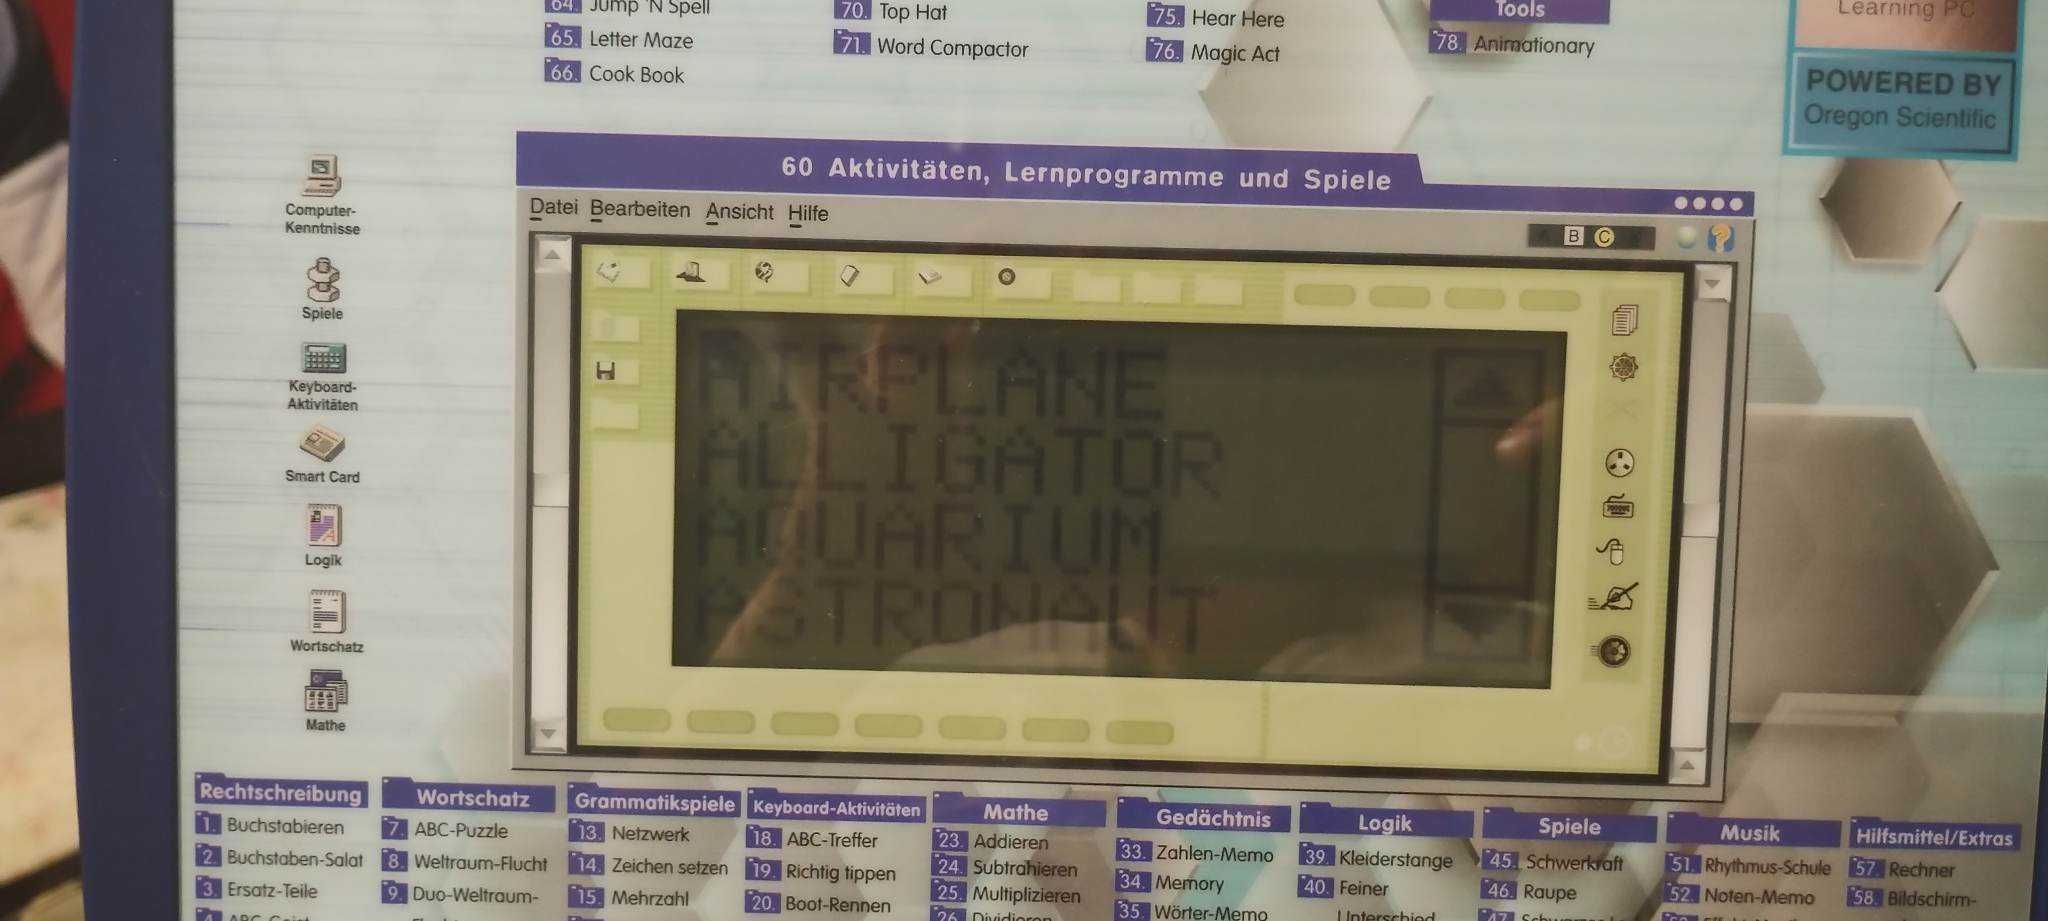 64. Jump 'N Spell
65. Letter Maze
66. Cook Book
70. Top Hat
71. Word Compactor
75. Hear Here
76. Magic Act
Tools
78. Animationary
Learning PC
POWERED BY
Oregon Scientific
60 Aktivitäten, Lernprogramme und Spiele
Datei Bearbeiten Ansicht Hilfe
B C
Computer-
Kenntnisse
Spiele
Keyboard-
Aktivitäten
Smart Card
Logik
Wortschatz
Mathe
AIRPLANE
ALLIGATOR
AQUARIUM
ASTRONAUT
Rechtschreibung
1. Buchstabieren
2. Buchstaben-Salat
3. Ersatz-Teile
Wortschatz
7. ABC-Puzzle
8. Weltraum-Flucht
9. Duo-Weltraum-
Grammatikspiele
13. Netzwerk
14. Zeichen setzen
15. Mehrzahl
Keyboard-Aktivitäten
18. ABC-Treffer
19. Richtig tippen
20. Boot-Rennen
Mathe
23. Addieren
24. Subtrahieren
25. Multiplizieren
26. Dividieren
Gedächtnis
33. Zahlen-Memo
34. Memory
35. Wörter-Memo
Logik
39. Kleiderstange
40. Feiner
Unterschied
Spiele
45. Schwerkraft
46. Raupe
Musik
51. Rhythmus-Schule
52. Noten-Memo
Hilfsmittel/Extras
57. Rechner
58. Bildschirm-